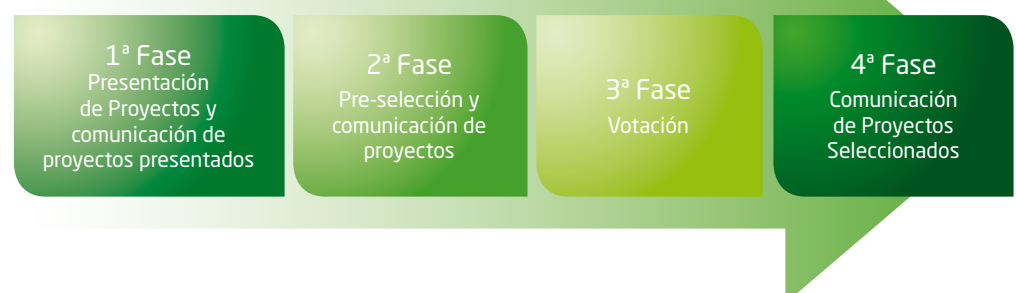 1ª Fase
Presentación
de Proyectos y
comunicación de
proyectos presentados
2ª Fase
Pre-selección y
comunicación de
proyectos
3ª Fase
Votación
4ª Fase
Comunicación
de Proyectos
Seleccionados